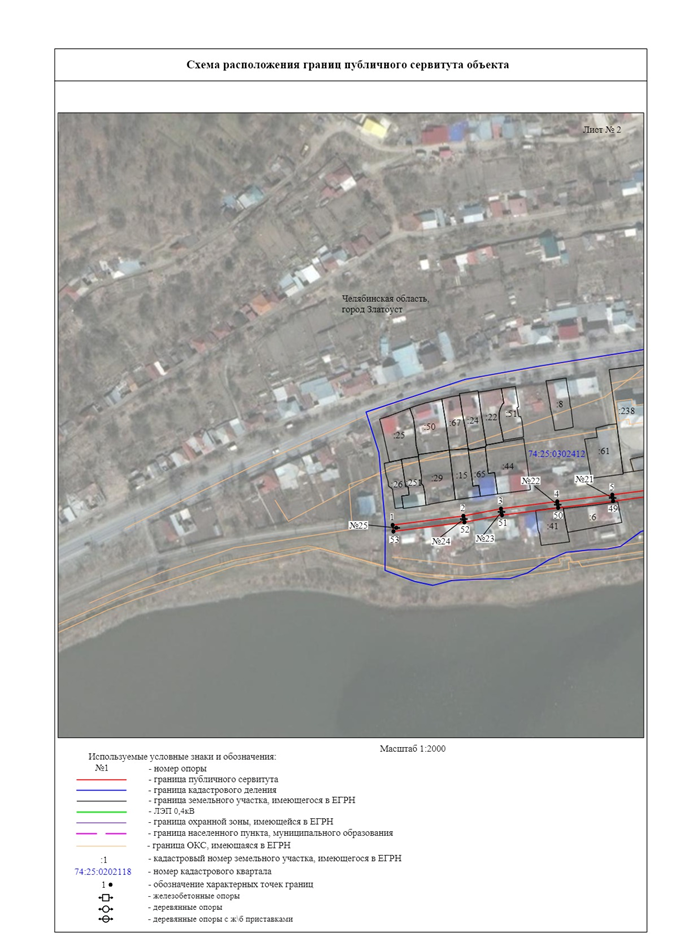 Схема расположения границ публичного сервитута объекта
Лист № 2
Челябинская область,
город Златоуст
:8
:238
:25
:50
:67
:24
:22
:51
74:25:0302412
:61
:44
:29
:15
:65
№22
№21
1
2
3
4
5
№25
53
№24
52
№23
51
50
49
:41
:6
Масштаб 1:2000
Используемые условные знаки и обозначения:
№1 - номер опоры
- граница публичного сервитута
- граница кадастрового деления
- граница земельного участка, имеющегося в ЕГРН
- ЛЭП 0,4кВ
- граница охранной зоны, имеющейся в ЕГРН
- граница населенного пункта, муниципального образования
- граница ОКС, имеющаяся в ЕГРН
:1 - кадастровый номер земельного участка, имеющегося в ЕГРН
74:25:0202118 - номер кадастрового квартала
1 - обозначение характерных точек границ
- железобетонные опоры
- деревянные опоры
- деревянные опоры с ж\б приставками